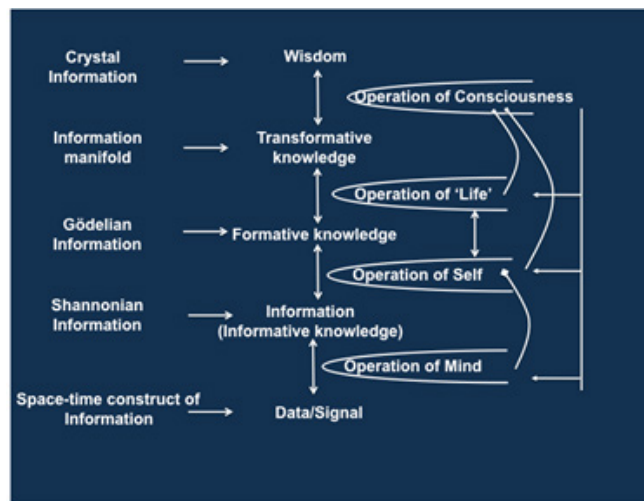 Crystal
Information
Wisdom
Operation of Consciousness
Information
manifold
Transformative
knowledge
Operation of 'Life'
Gödelian
Information
Formative knowledge
Operation of Self
Shannonian
Information
Information
(Informative knowledge)
Operation of Mind
Space-time construct of
Information
Data/Signal